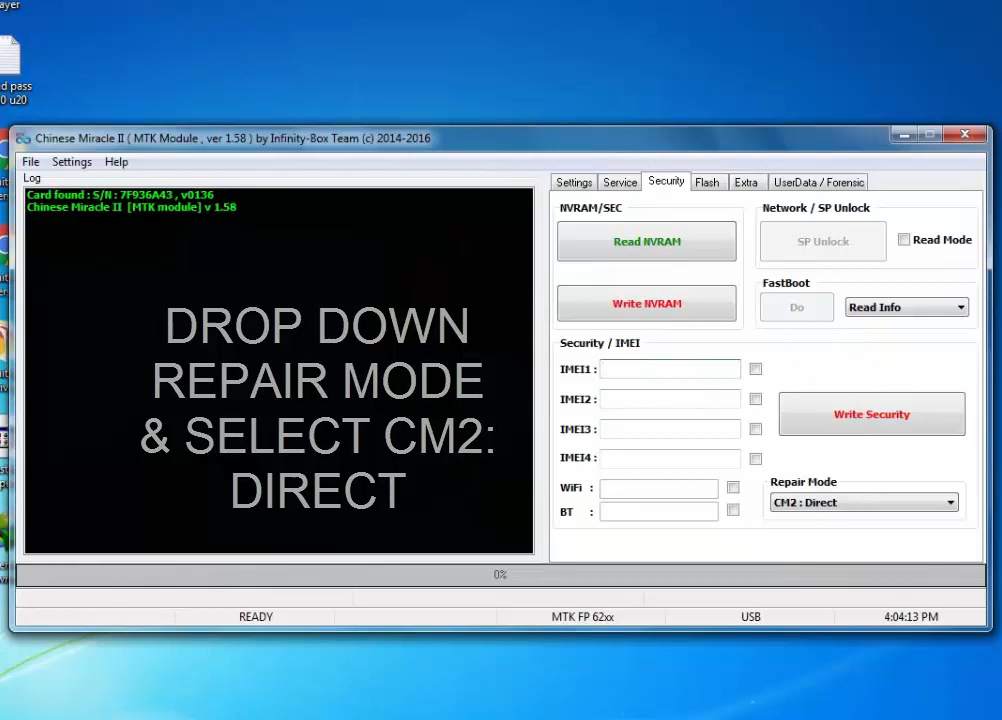 ayer
d pass
0 u20
Chinese Miracle II ( MTK Module , ver 1.58 ) by Infinity-Box Team (c) 2014-2016
File Settings Help
Log
Card found : S/N : 7F936A43 , v0136
Chinese Miracle II [MTK module] v 1.58
DROP DOWN
REPAIR MODE
& SELECT CM2:
DIRECT
Settings Service Security Flash Extra UserData / Forensic
NVRAM/SEC
Read NVRAM
Write NVRAM
Network / SP Unlock
SP Unlock Read Mode
FastBoot
Do Read Info
Security / IMEI
IMEI1 :
IMEI2 :
IMEI3 :
IMEI4 :
WiFi :
BT :
Write Security
Repair Mode
CM2 : Direct
0%
READY MTK FP 62xx USB 4:04:13 PM